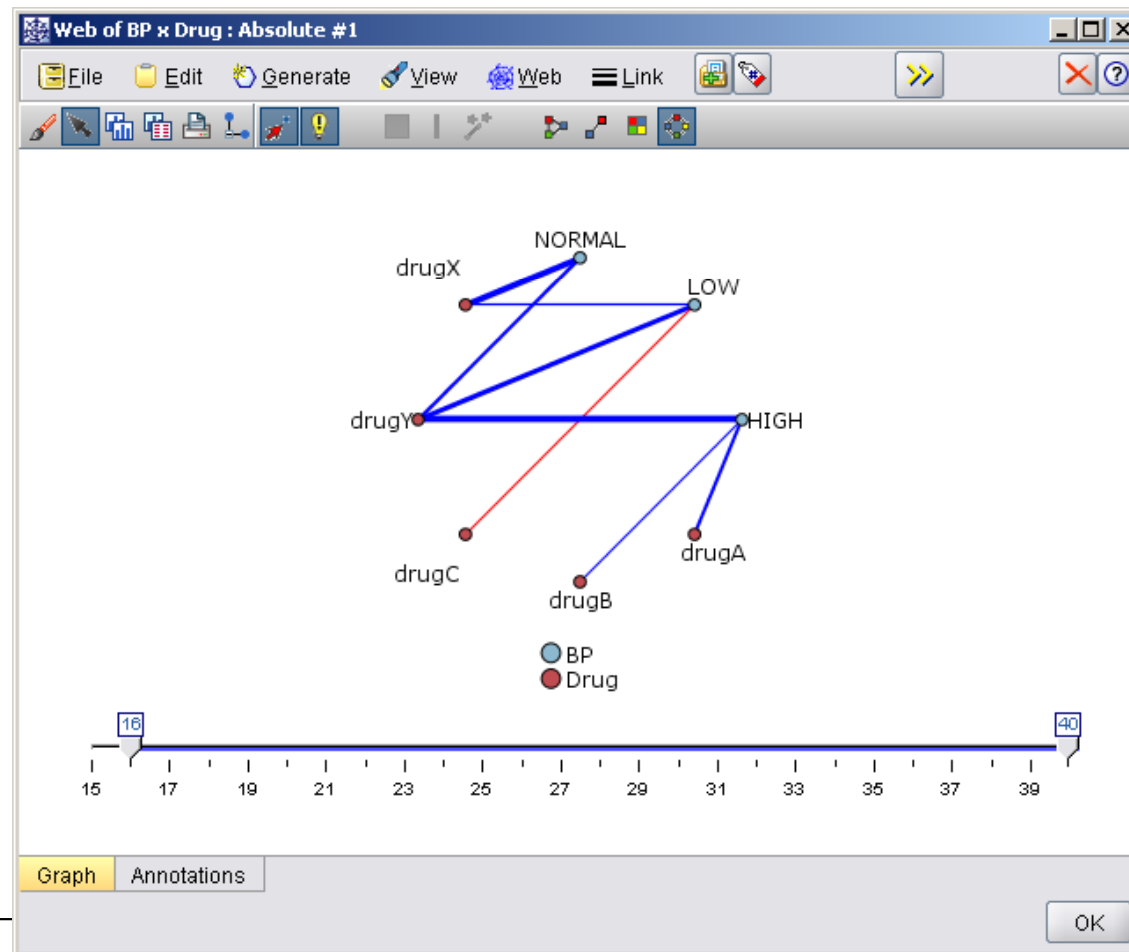 Web of BP x Drug : Absolute #1
File Edit Generate View Web Link
NORMAL
drugX
LOW
drugY
HIGH
drugC
drugA
drugB
BP
Drug
16 40
15 17 19 21 23 25 27 29 31 33 35 37 39
Graph Annotations
OK